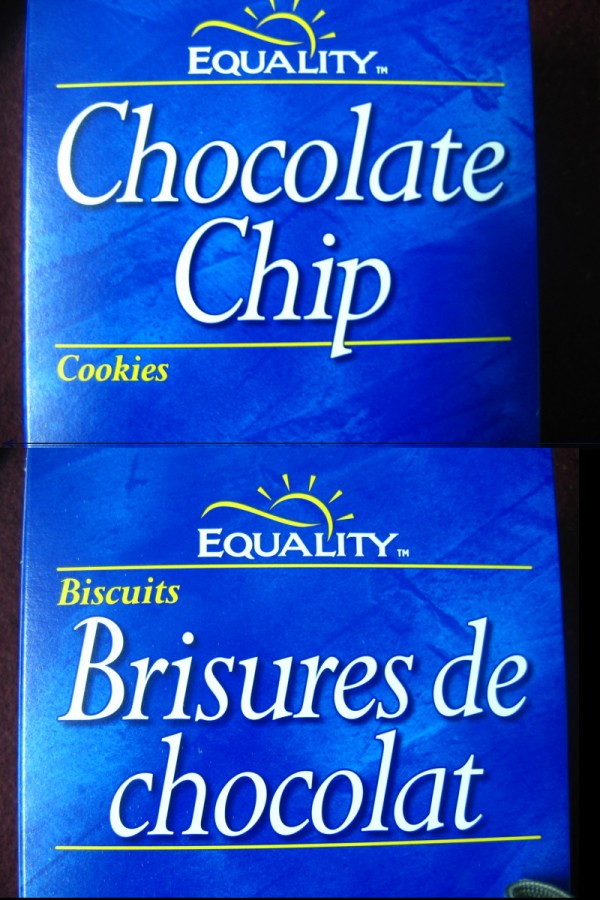 EQUALITY™
Chocolate
Chip
Cookies
EQUALITY™
Biscuits
Brisures de
chocolat